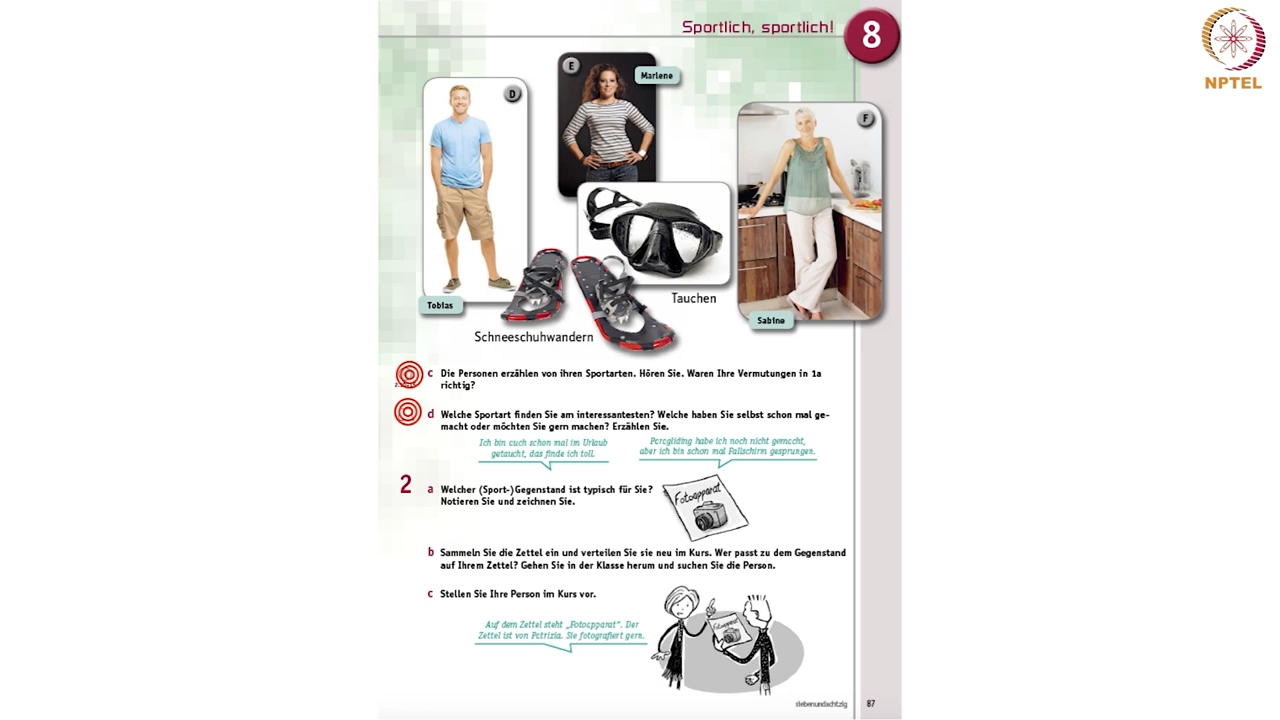 Sportlich, sportlich!
8
NPTEL
D
E
Marlene
F
Tobias
Tauchen
Sabine
Schneeschuhwandern
c Die Personen erzählen von ihren Sportarten. Hören Sie. Waren Ihre Vermutungen in 1a
richtig?
d Welche Sportart finden Sie am interessantesten? Welche haben Sie selbst schon mal ge-
macht oder möchten Sie gern machen? Erzählen Sie.
Ich bin auch schon mal im Urlaub
getaucht, das finde ich toll.
Paragliding habe ich noch nicht gemacht,
aber ich bin schon mal Fallschirm gesprungen.
2 a Welcher (Sport-)Gegenstand ist typisch für Sie?
Notieren Sie und zeichnen Sie.
Fotoapparat
b Sammeln Sie die Zettel ein und verteilen Sie sie neu im Kurs. Wer passt zu dem Gegenstand
auf Ihrem Zettel? Gehen Sie in der Klasse herum und suchen Sie die Person.
c Stellen Sie Ihre Person im Kurs vor.
Auf dem Zettel steht „Fotoapparat“. Der
Zettel ist von Patrizia. Sie fotografiert gern.
Fotoapparat
siebenundachtzig 87